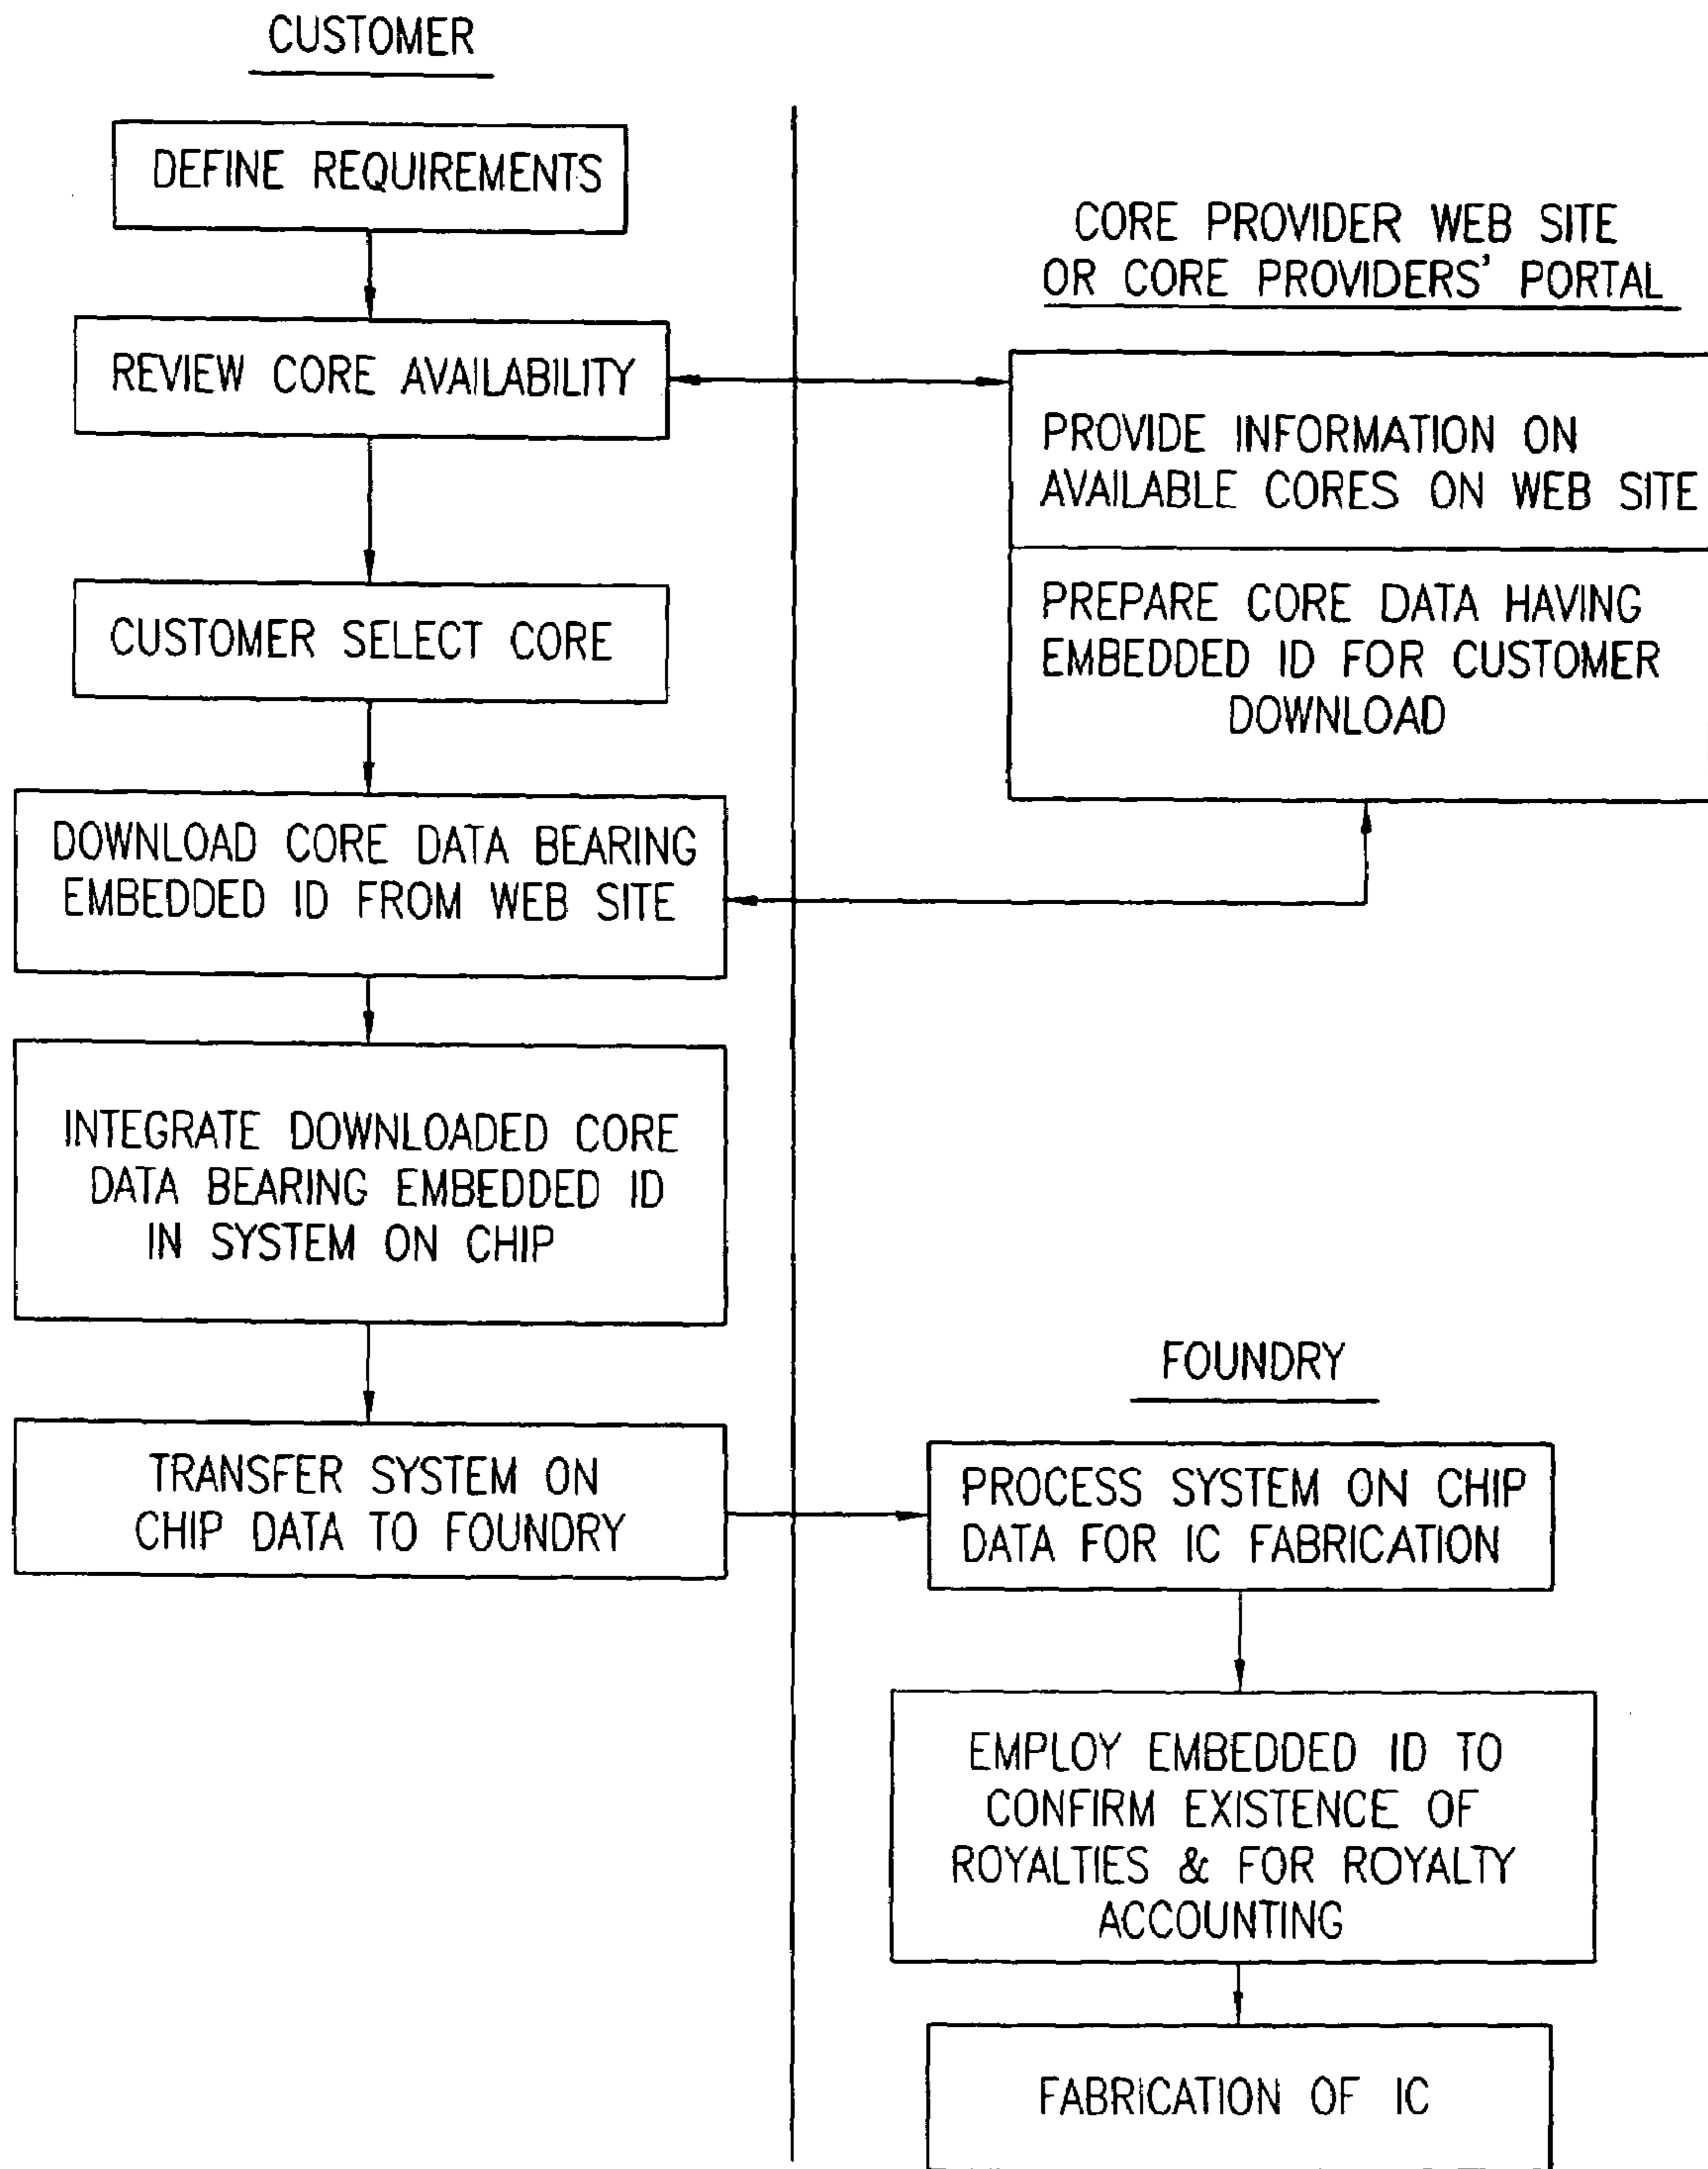 CUSTOMER
DEFINE REQUIREMENTS
REVIEW CORE AVAILABILITY
CUSTOMER SELECT CORE
DOWNLOAD CORE DATA BEARING
EMBEDDED ID FROM WEB SITE
INTEGRATE DOWNLOADED CORE
DATA BEARING EMBEDDED ID
IN SYSTEM ON CHIP
TRANSFER SYSTEM ON
CHIP DATA TO FOUNDRY
CORE PROVIDER WEB SITE
OR CORE PROVIDERS' PORTAL
PROVIDE INFORMATION ON
AVAILABLE CORES ON WEB SITE
PREPARE CORE DATA HAVING
EMBEDDED ID FOR CUSTOMER
DOWNLOAD
FOUNDRY
PROCESS SYSTEM ON CHIP
DATA FOR IC FABRICATION
EMPLOY EMBEDDED ID TO
CONFIRM EXISTENCE OF
ROYALTIES & FOR ROYALTY
ACCOUNTING
FABRICATION OF IC